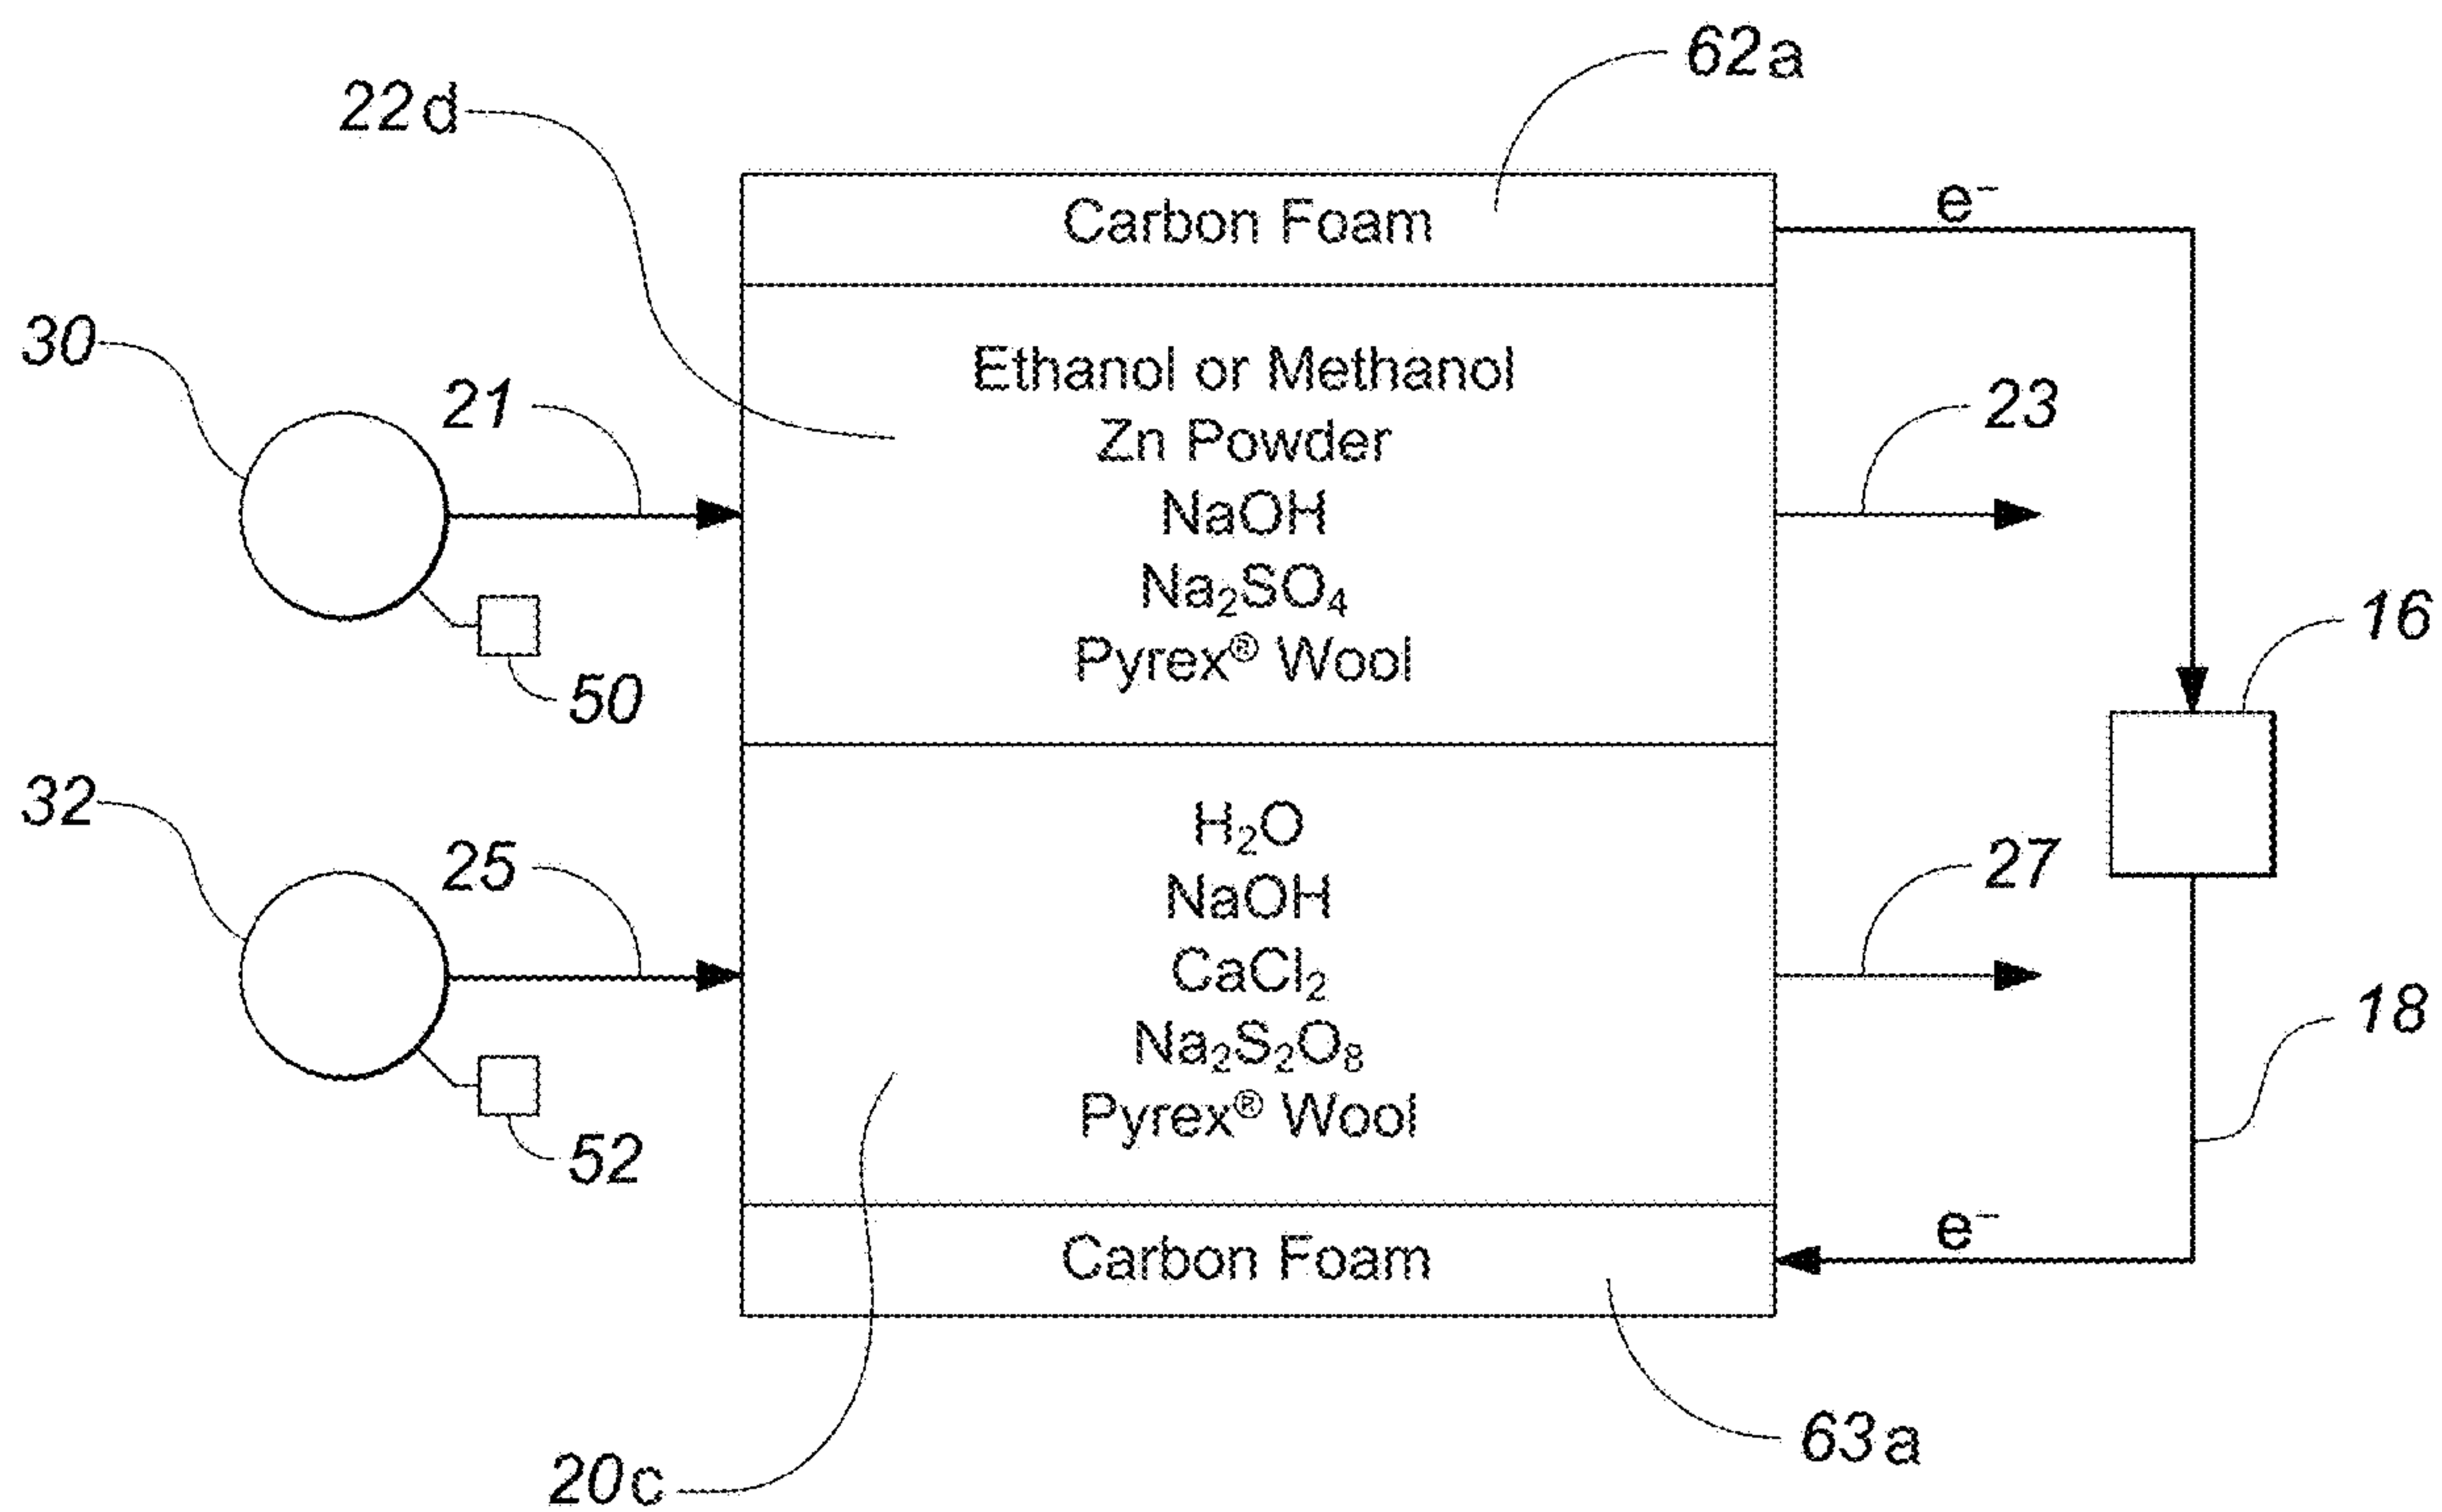 62a
22d
Carbon Foam
e⁻
30
21
Ethanol or Methanol
Zn Powder
NaOH
Na₂SO₄
Pyrex® Wool
23
50
16
32
25
H₂O
NaOH
CaCl₂
Na₂S₂O₈
Pyrex® Wool
27
18
52
Carbon Foam
e⁻
63a
20c